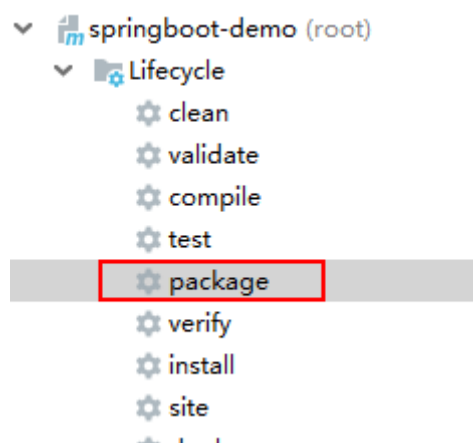 springboot-demo (root)
Lifecycle
clean
validate
compile
test
package
verify
install
site